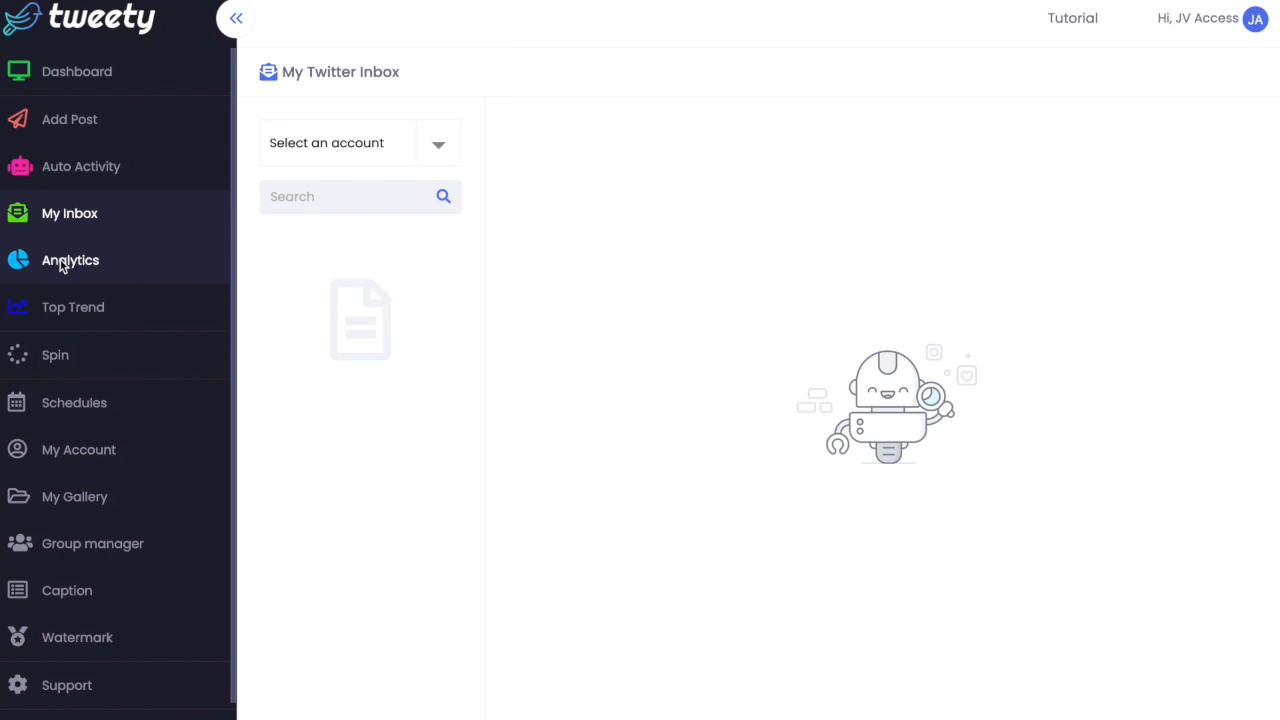 tweety
Tutorial
Hi, JV Access
JA
Dashboard
Add Post
Auto Activity
My Inbox
Analytics
Top Trend
Spin
Schedules
My Account
My Gallery
Group manager
Caption
Watermark
Support
My Twitter Inbox
Select an account
Search